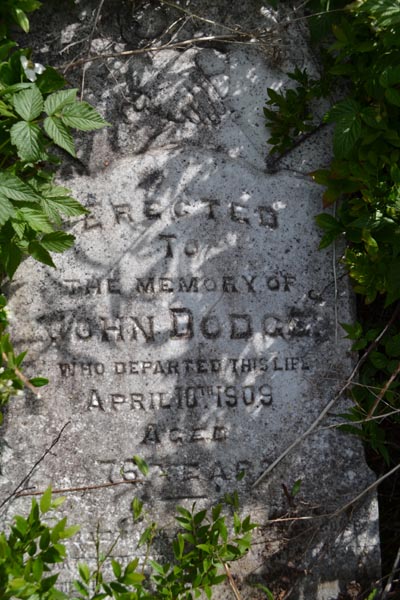 ERECTED
TO
THE MEMORY OF
JOHN DODGE
WHO DEPARTED THIS LIFE
APRIL 10TH 1909
AGED
YEARS